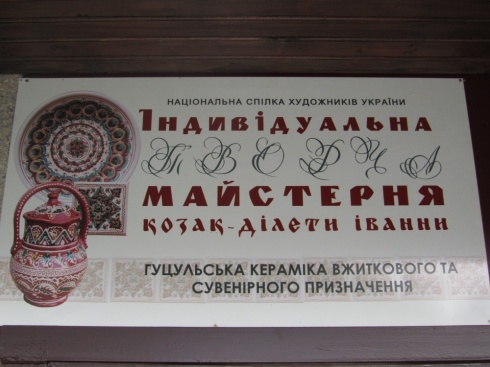 НАЦІОНАЛЬНА СПІЛКА ХУДОЖНИКІВ УКРАЇНИ
ІНДИВІДУАЛЬНА
ТВОРЧА
МАЙСТЕРНЯ
КОЗАК-ДІЛЕТИ ІВАННИ
ГУЦУЛЬСЬКА КЕРАМІКА ВЖИТКОВОГО ТА
СУВЕНІРНОГО ПРИЗНАЧЕННЯ